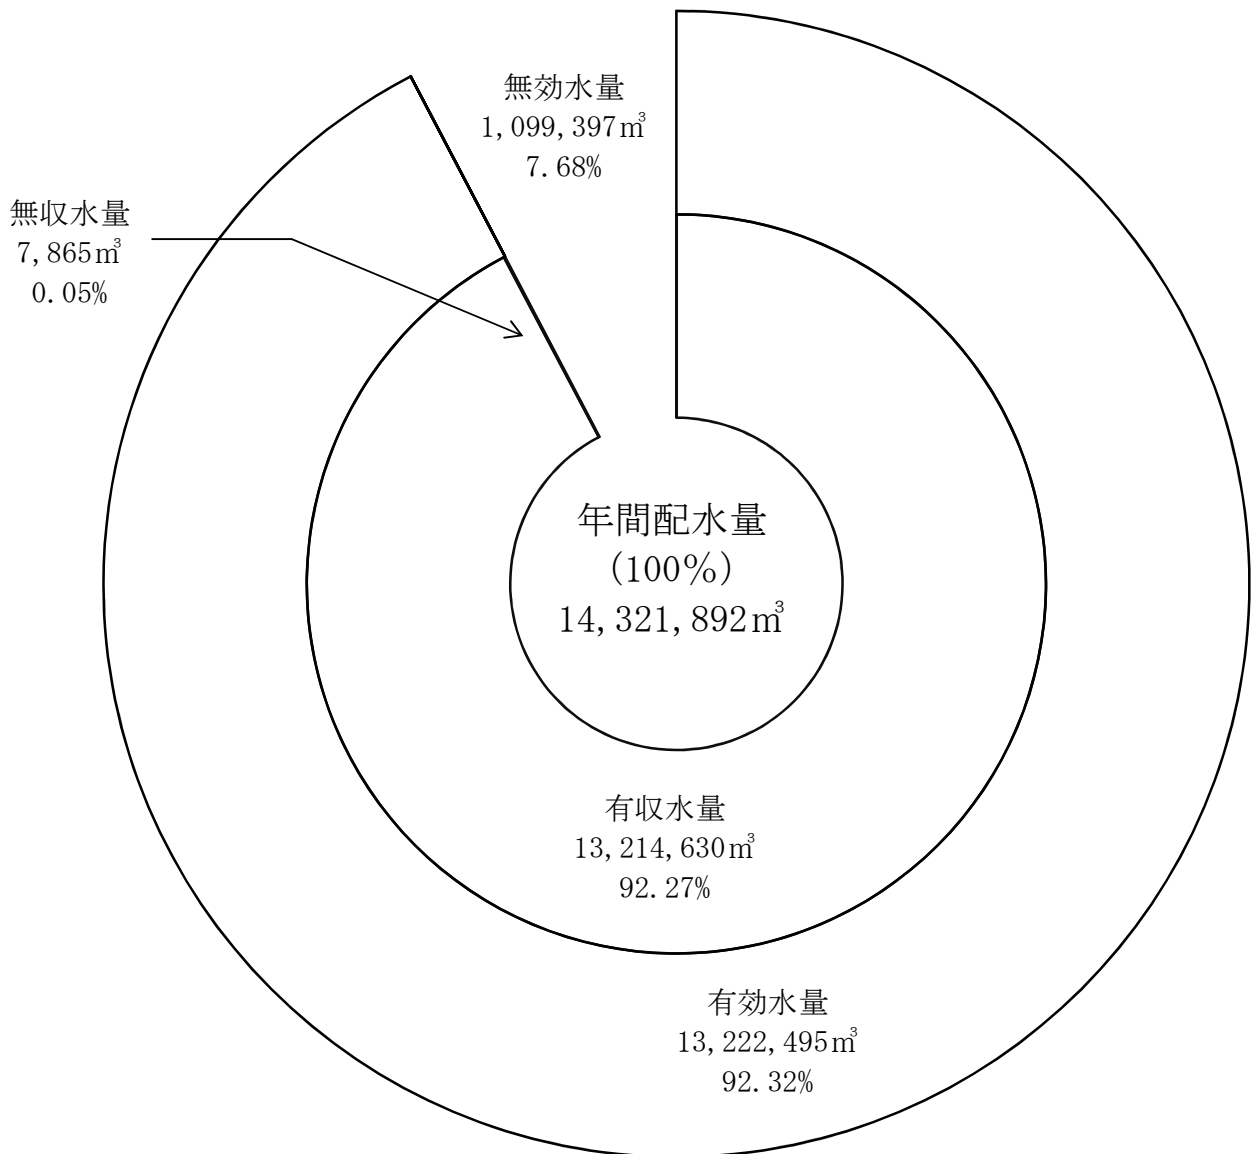 無効水量
1,099,397㎥
7.68%
無収水量
7,865㎥
0.05%
年間配水量
(100%)
14,321,892㎥
有収水量
13,214,630㎥
92.27%
有効水量
13,222,495㎥
92.32%